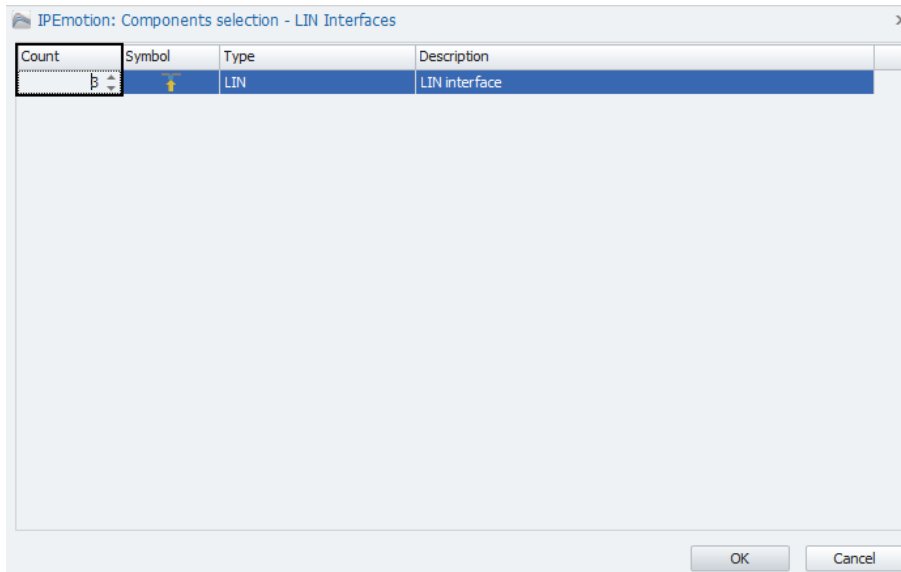 IPEmotion: Components selection - LIN Interfaces
Count Symbol Type Description
3 LIN LIN interface
OK Cancel